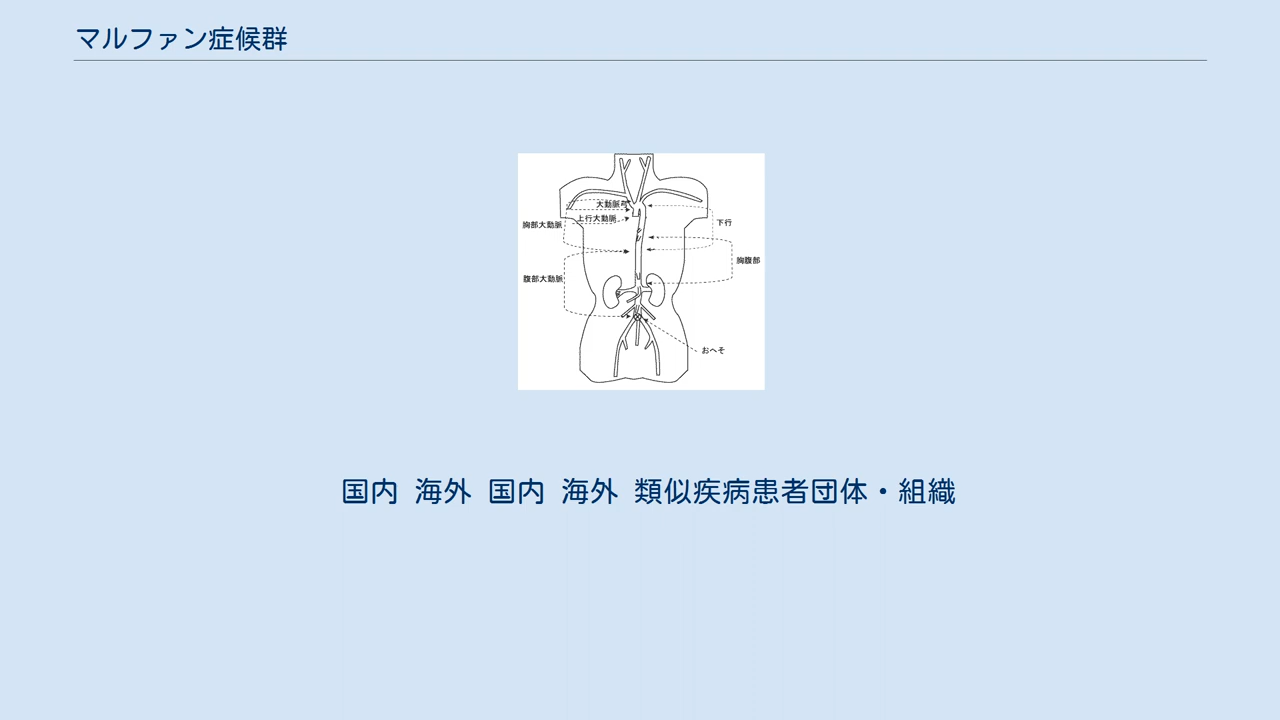 マルファン症候群
大動脈弓
上行大動脈
胸部大動脈
下行
胸腹部
腹部大動脈
おへそ
国内 海外 国内 海外 類似疾病患者団体・組織